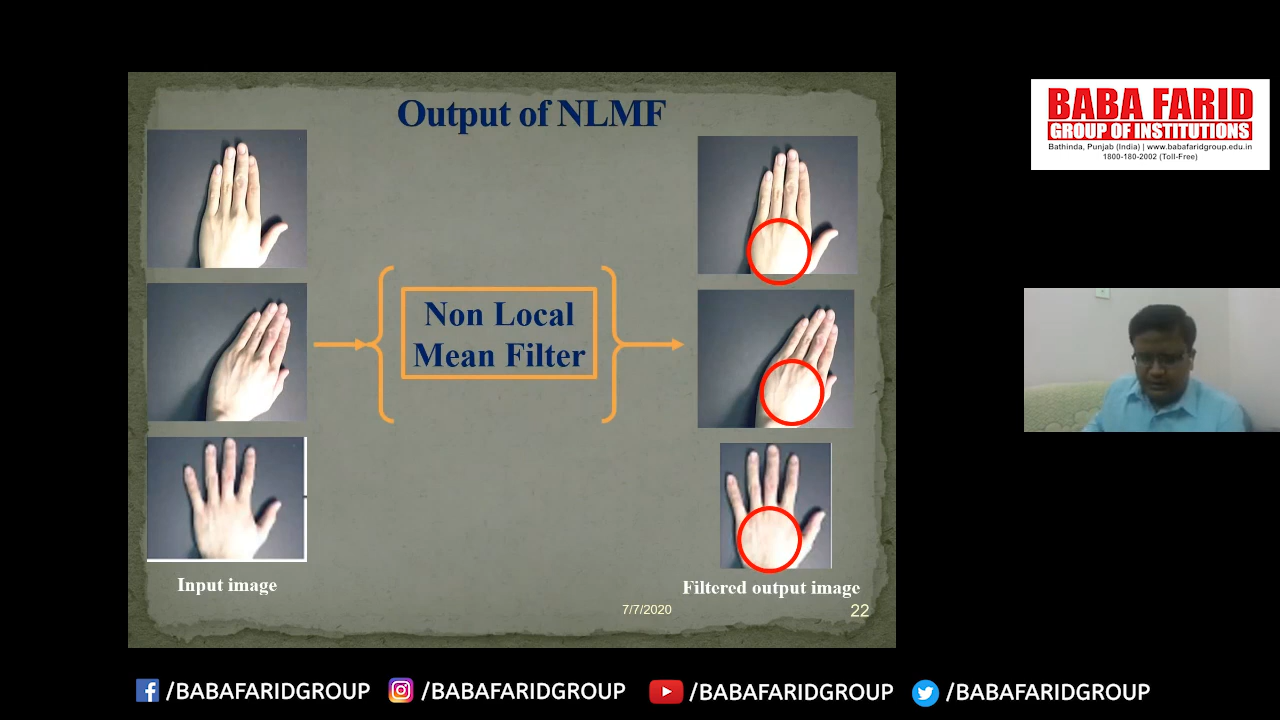 Output of NLMF
Non Local
Mean Filter
Input image
Filtered output image
7/7/2020
22
BABA FARID
GROUP OF INSTITUTIONS
Bathinda, Punjab (India) | www.babafaridgroup.edu.in
1800-180-2002 (Toll-Free)
/BABAFARIDGROUP
/BABAFARIDGROUP
/BABAFARIDGROUP
/BABAFARIDGROUP